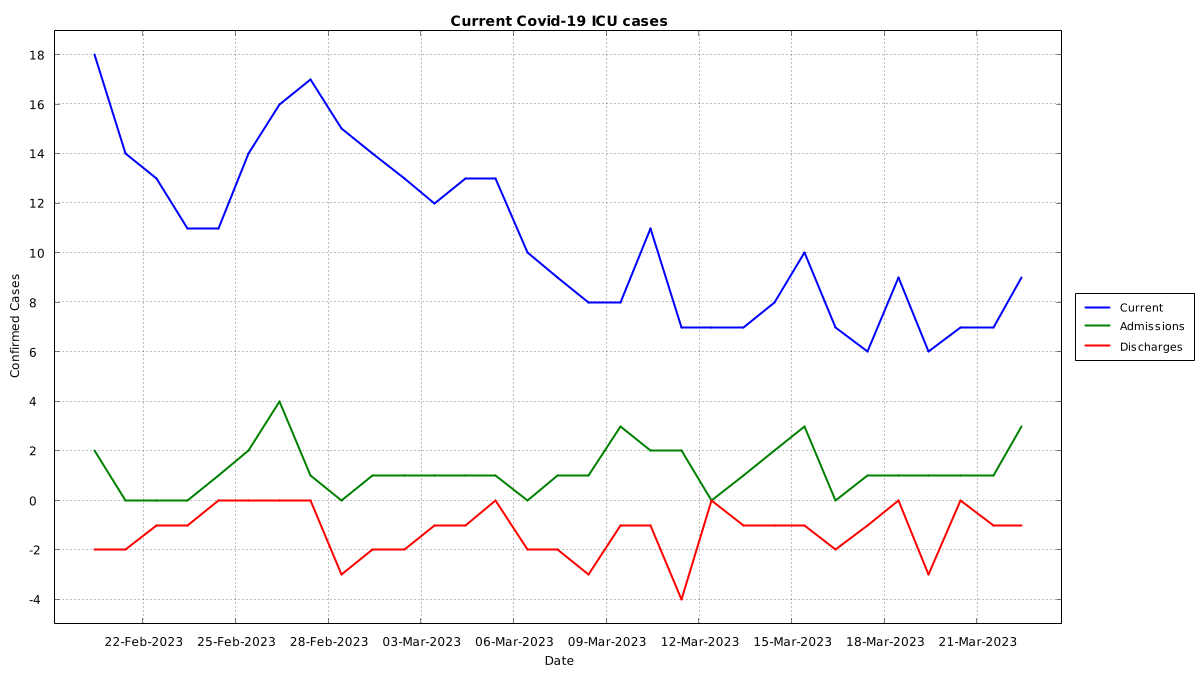 Current Covid-19 ICU cases
18
16
14
12
10
8
6
4
2
0
-2
-4
Confirmed Cases
22-Feb-2023 25-Feb-2023 28-Feb-2023 03-Mar-2023 06-Mar-2023 09-Mar-2023 12-Mar-2023 15-Mar-2023 18-Mar-2023 21-Mar-2023
Date
Current
Admissions
Discharges